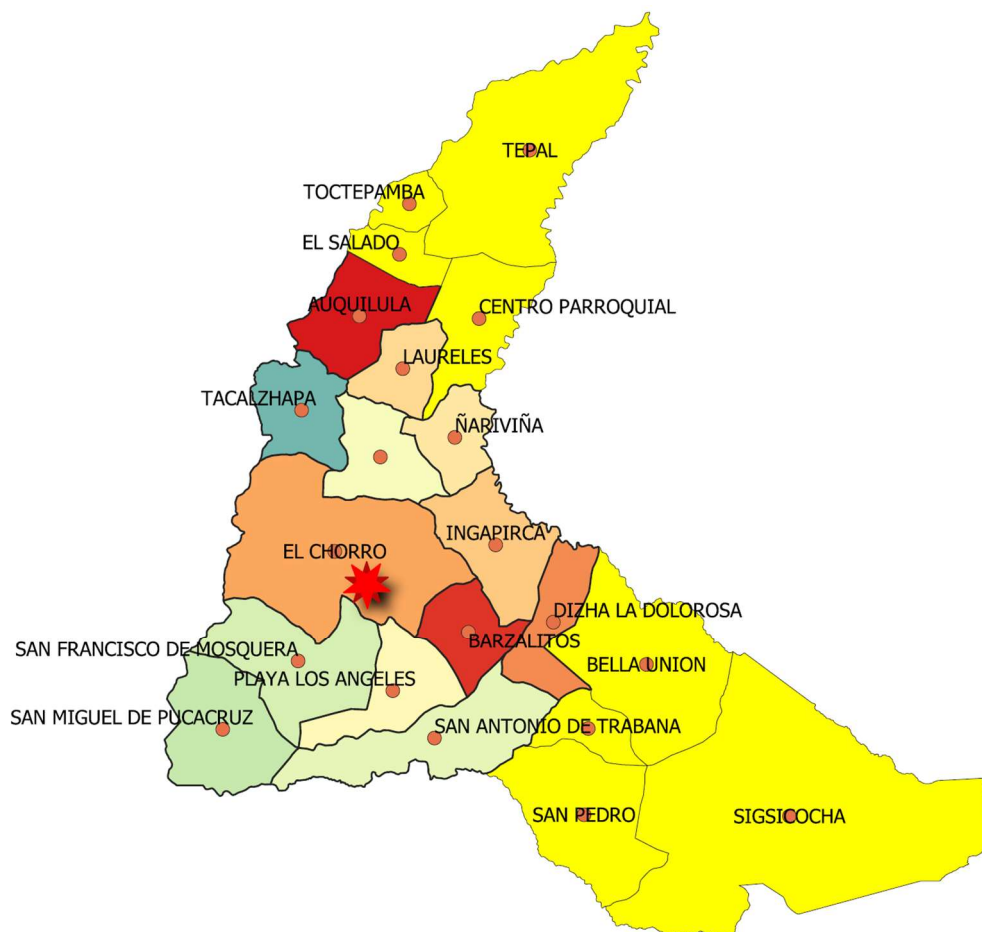 TEPAL
TOCTEPAMBA
EL SALADO
AUQUILULA
CENTRO PARROQUIAL
LAURELES
TACALZHAPA
ÑARIVIÑA
INGAPIRCA
EL CHORRO
DIZHA LA DOLOROSA
BARZALITOS
SAN FRANCISCO DE MOSQUERA
BELLA UNION
PLAYA LOS ANGELES
SAN MIGUEL DE PUCACRUZ
SAN ANTONIO DE TRABANA
SAN PEDRO
SIGSICOCHA